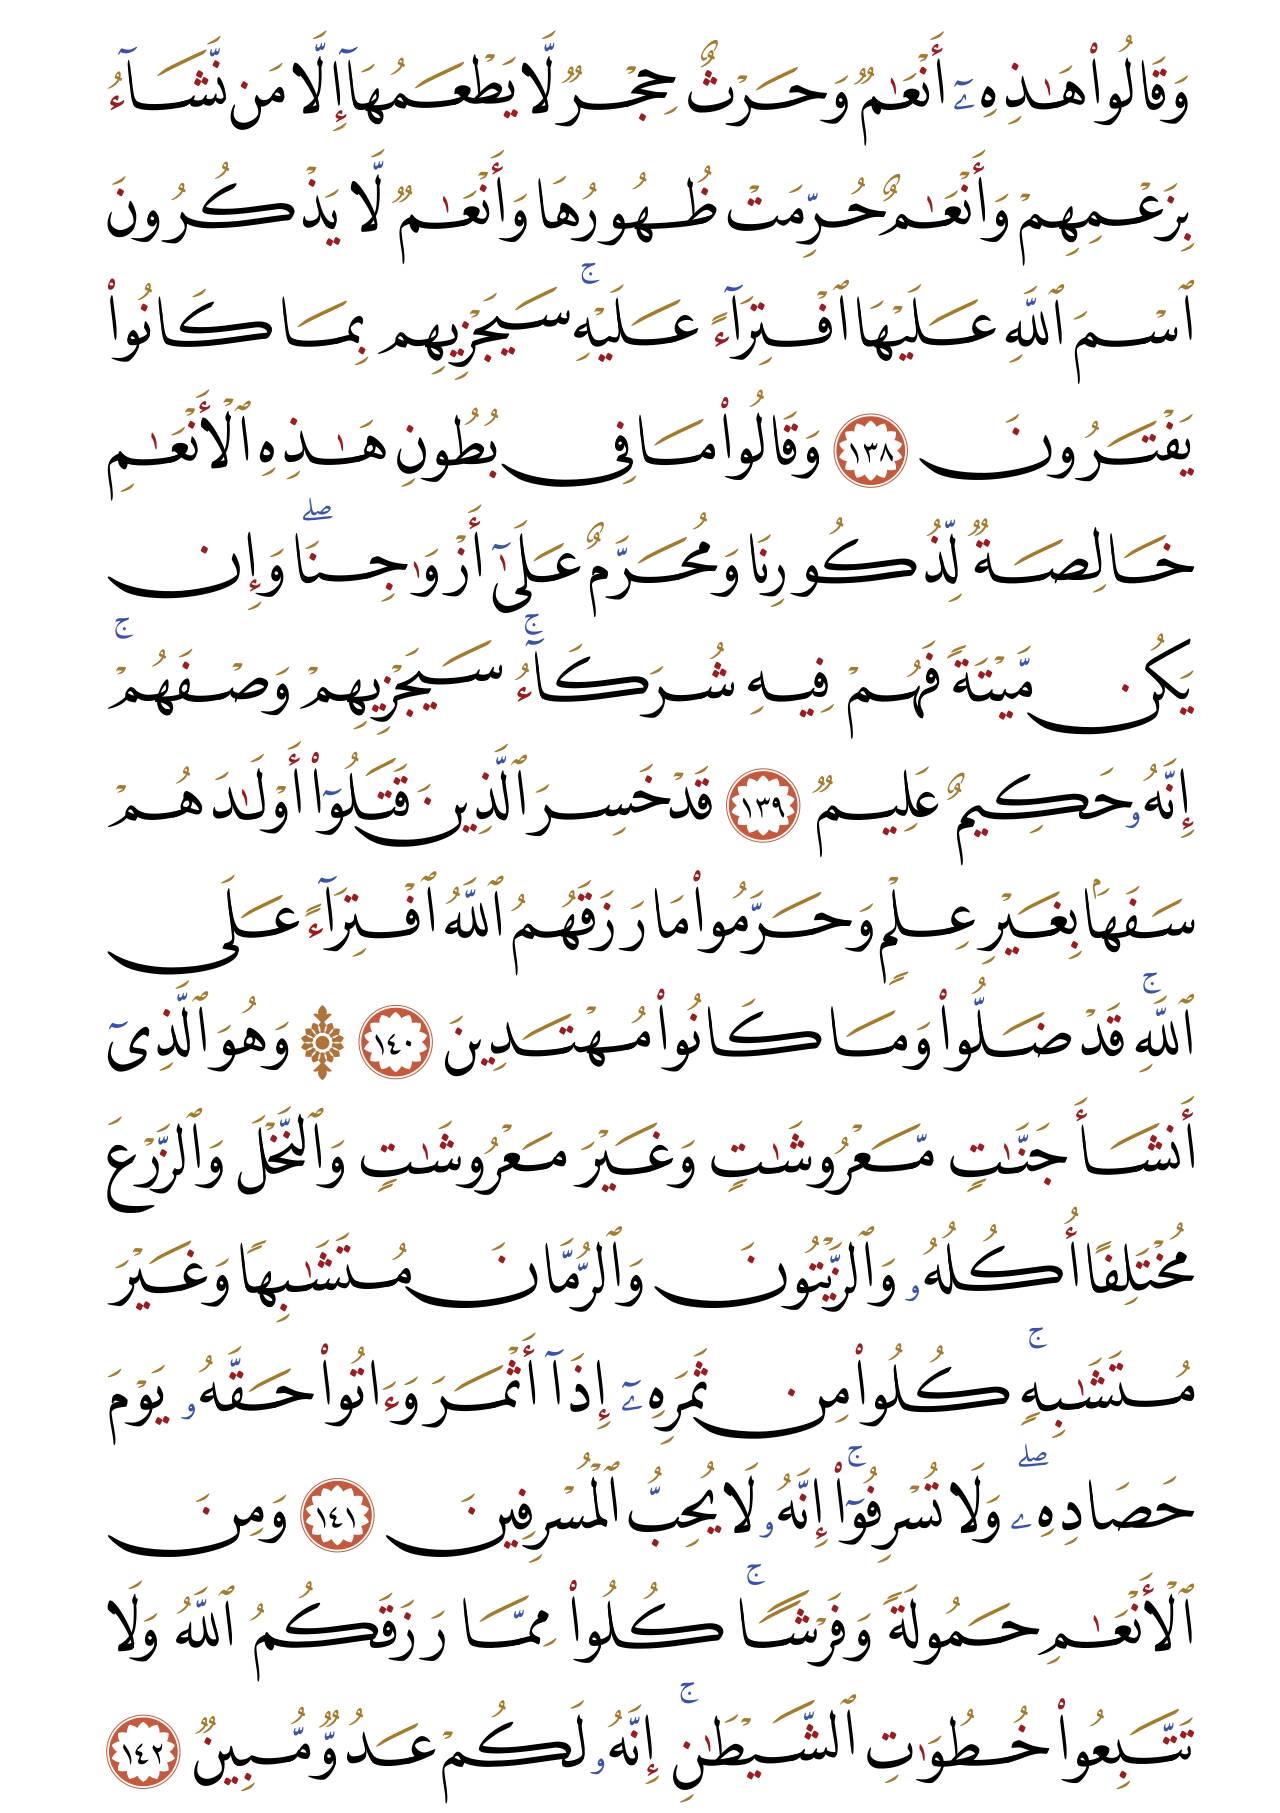 وَقَالُوا۟ هَـٰذِهِۦٓ أَنْعَـٰمٌۭ وَحَرْثٌ حِجْرٌۭ لَّا يَطْعَمُهَآ إِلَّا مَن نَّشَآءُ
بِزَعْمِهِمْ وَأَنْعَـٰمٌ حُرِّمَتْ ظُهُورُهَا وَأَنْعَـٰمٌۭ لَّا يَذْكُرُونَ
ٱسْمَ ٱللَّهِ عَلَيْهَا ٱفْتِرَآءً عَلَيْهِ ۚ سَيَجْزِيهِم بِمَا كَانُوا۟
يَفْتَرُونَ ١٣٨ وَقَالُوا۟ مَا فِى بُطُونِ هَـٰذِهِ ٱلْأَنْعَـٰمِ
خَالِصَةٌۭ لِّذُكُورِنَا وَمُحَرَّمٌ عَلَىٰٓ أَزْوَٰجِنَا ۖ وَإِن
يَكُن مَّيْتَةًۭ فَهُمْ فِيهِ شُرَكَآءُ ۚ سَيَجْزِيهِمْ وَصْفَهُمْ ۚ
إِنَّهُۥ حَكِيمٌ عَلِيمٌۭ ١٣٩ قَدْ خَسِرَ ٱلَّذِينَ قَتَلُوٓا۟ أَوْلَـٰدَهُمْ
سَفَهًۢا بِغَيْرِ عِلْمٍۢ وَحَرَّمُوا۟ مَا رَزَقَهُمُ ٱللَّهُ ٱفْتِرَآءً عَلَى
ٱللَّهِ ۚ قَدْ ضَلُّوا۟ وَمَا كَانُوا۟ مُهْتَدِينَ ١٤٠ ۞ وَهُوَ ٱلَّذِىٓ
أَنشَأَ جَنَّـٰتٍۢ مَّعْرُوشَـٰتٍۢ وَغَيْرَ مَعْرُوشَـٰتٍۢ وَٱلنَّخْلَ وَٱلزَّرْعَ
مُخْتَلِفًا أُكُلُهُۥ وَٱلزَّيْتُونَ وَٱلرُّمَّانَ مُتَشَـٰبِهًۭا وَغَيْرَ
مُتَشَـٰبِهٍۢ ۚ كُلُوا۟ مِن ثَمَرِهِۦٓ إِذَآ أَثْمَرَ وَءَاتُوا۟ حَقَّهُۥ يَوْمَ
حَصَادِهِۦ ۖ وَلَا تُسْرِفُوٓا۟ ۚ إِنَّهُۥ لَا يُحِبُّ ٱلْمُسْرِفِينَ ١٤١ وَمِنَ
ٱلْأَنْعَـٰمِ حَمُولَةًۭ وَفَرْشًۭا ۚ كُلُوا۟ مِمَّا رَزَقَكُمُ ٱللَّهُ وَلَا
تَتَّبِعُوا۟ خُطُوَٰتِ ٱلشَّيْطَـٰنِ ۚ إِنَّهُۥ لَكُمْ عَدُوٌّۭ مُّبِينٌۭ ١٤٢